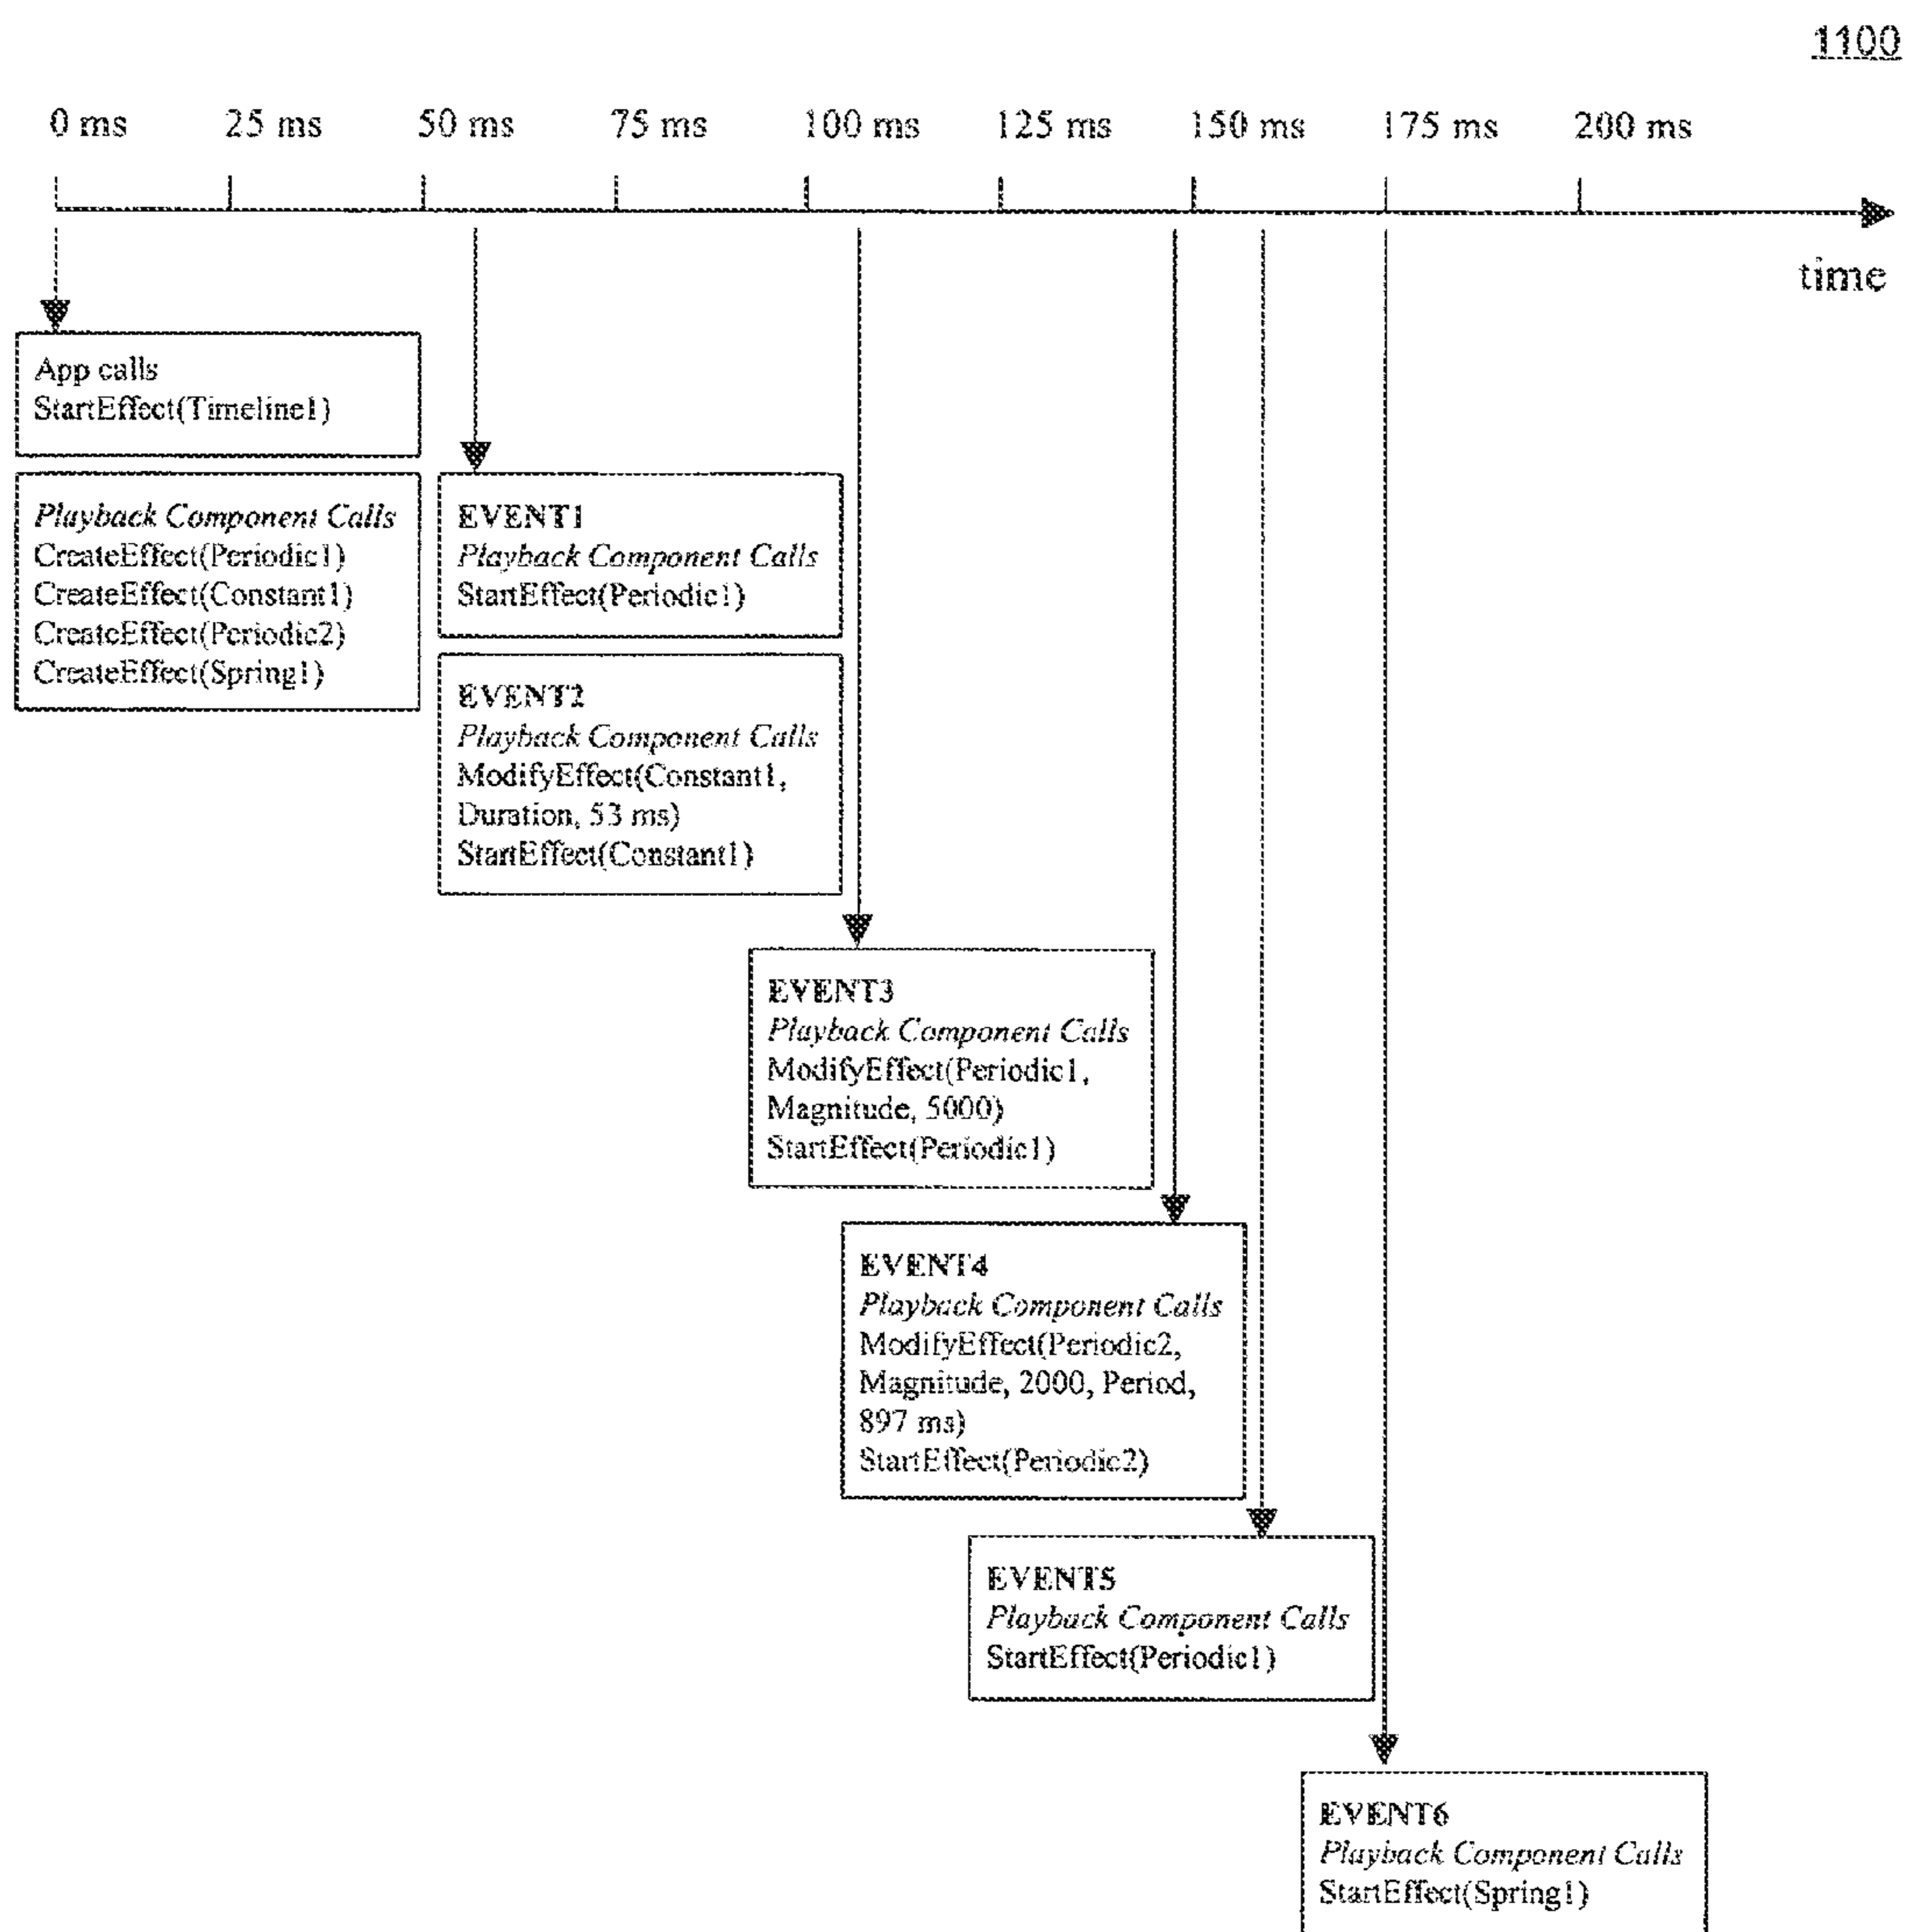 1100
0 ms 25 ms 50 ms 75 ms 100 ms 125 ms 150 ms 175 ms 200 ms
time
App calls
StartEffect(Timeline1)
Playback Component Calls
CreateEffect(Periodic1)
CreateEffect(Constant1)
CreateEffect(Periodic2)
CreateEffect(Spring1)
EVENT1
Playback Component Calls
StartEffect(Periodic1)
EVENT2
Playback Component Calls
ModifyEffect(Constant1,
Duration, 53 ms)
StartEffect(Constant1)
EVENT3
Playback Component Calls
ModifyEffect(Periodic1,
Magnitude, 5000)
StartEffect(Periodic1)
EVENT4
Playback Component Calls
ModifyEffect(Periodic2,
Magnitude, 2000, Period,
897 ms)
StartEffect(Periodic2)
EVENT5
Playback Component Calls
StartEffect(Periodic1)
EVENT6
Playback Component Calls
StartEffect(Spring1)